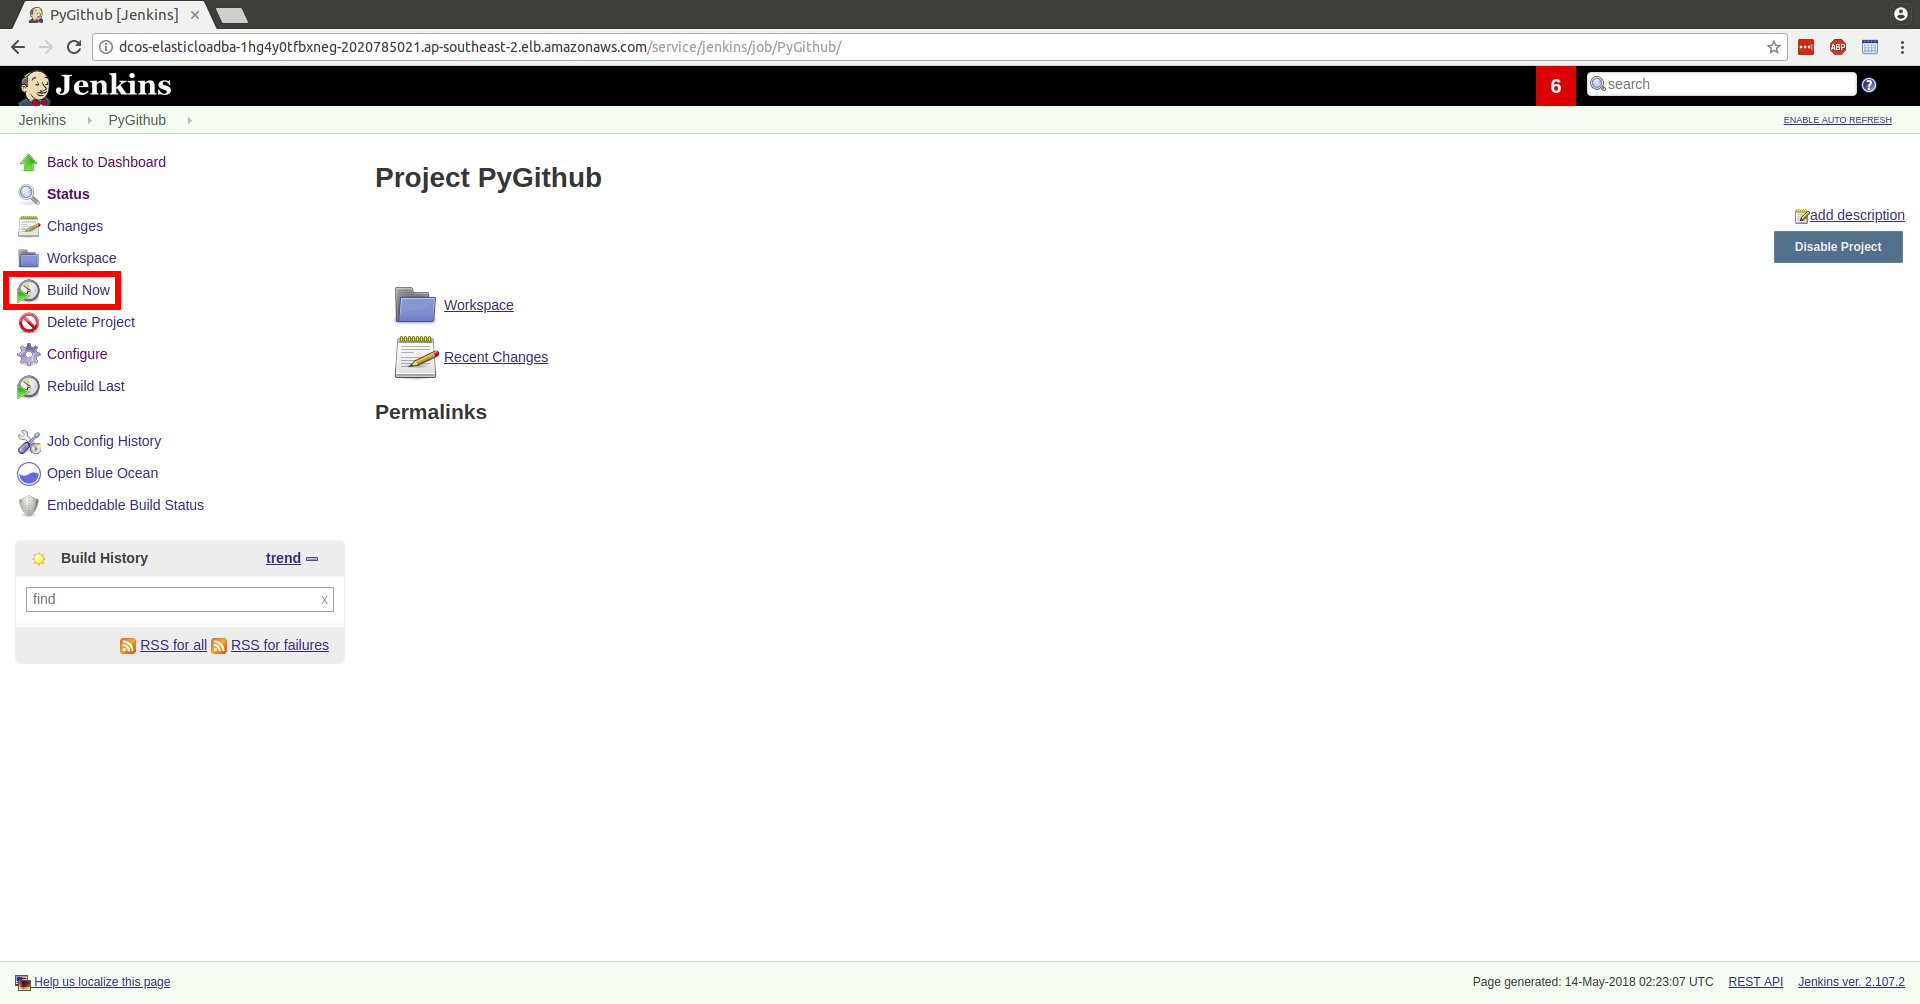 PyGithub [Jenkins]
dcos-elasticloadba-1hg4y0tfbxneg-2020785021.ap-southeast-2.elb.amazonaws.com/service/jenkins/job/PyGithub/
ABP
Jenkins
6
search
?
Jenkins
PyGithub
ENABLE AUTO REFRESH
Back to Dashboard
Status
Changes
Workspace
Build Now
Delete Project
Configure
Rebuild Last
Job Config History
Open Blue Ocean
Embeddable Build Status
Build History
trend
find
x
RSS for all
RSS for failures
Project PyGithub
add description
Disable Project
Workspace
Recent Changes
Permalinks
Help us localize this page
Page generated: 14-May-2018 02:23:07 UTC
REST API
Jenkins ver. 2.107.2